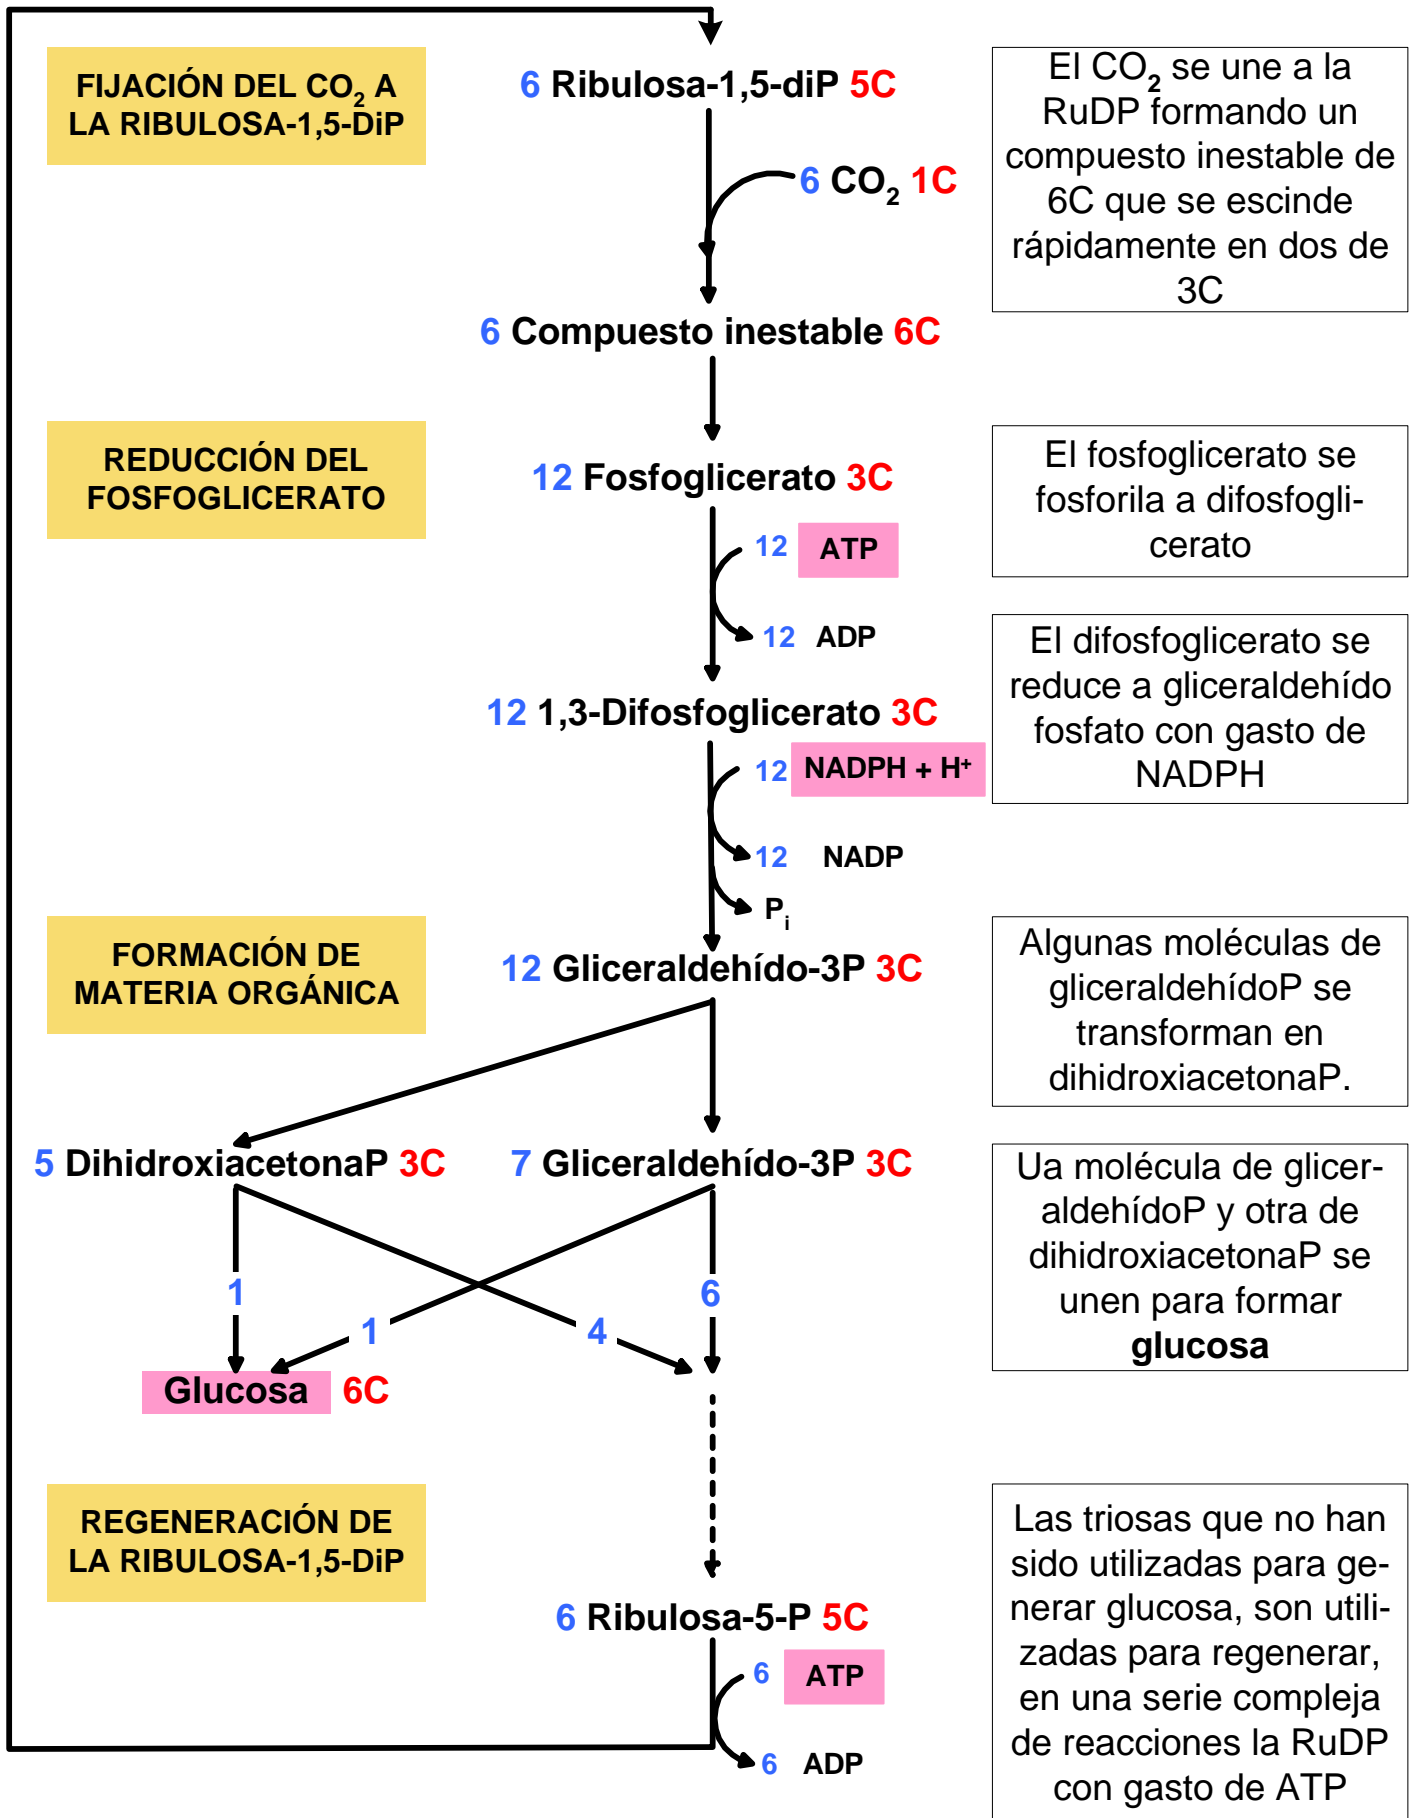 FIJACIÓN DEL CO2 A
LA RIBULOSA-1,5-DiP
6 Ribulosa-1,5-diP 5C
6 CO2 1C
El CO2 se une a la
RuDP formando un
compuesto inestable de
6C que se escinde
rápidamente en dos de
3C
6 Compuesto inestable 6C
REDUCCIÓN DEL
FOSFOGLICERATO
12 Fosfoglicerato 3C
12 ATP
12 ADP
El fosfoglicerato se
fosforila a difosfogli-
cerato
12 1,3-Difosfoglicerato 3C
12 NADPH + H+
12 NADP
Pi
El difosfoglicerato se
reduce a gliceraldehído
fosfato con gasto de
NADPH
FORMACIÓN DE
MATERIA ORGÁNICA
12 Gliceraldehído-3P 3C
Algunas moléculas de
gliceraldehídoP se
transforman en
dihidroxiacetonaP.
5 DihidroxiacetonaP 3C
7 Gliceraldehído-3P 3C
1
1
4
6
Glucosa 6C
Ua molécula de glicer-
aldehídoP y otra de
dihidroxiacetonaP se
unen para formar
glucosa
REGENERACIÓN DE
LA RIBULOSA-1,5-DiP
6 Ribulosa-5-P 5C
6 ATP
6 ADP
Las triosas que no han
sido utilizadas para ge-
nerar glucosa, son utili-
zadas para regenerar,
en una serie compleja
de reacciones la RuDP
con gasto de ATP